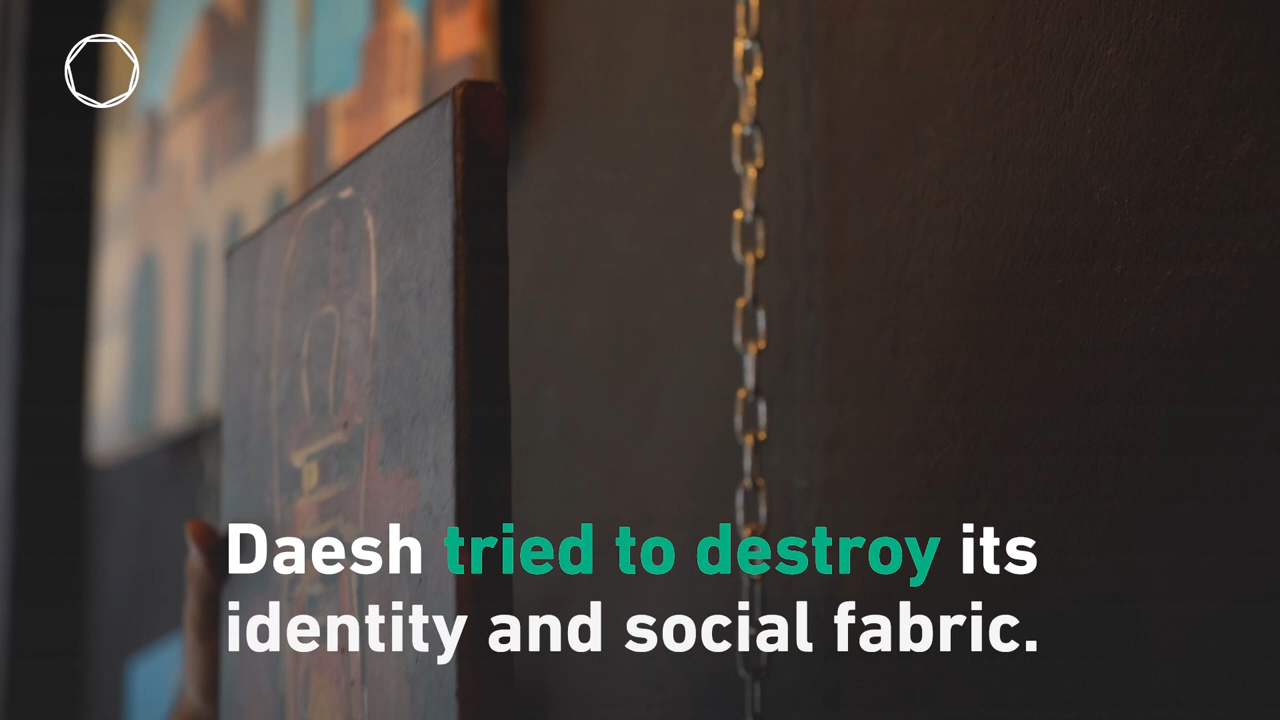 Daesh tried to destroy its
identity and social fabric.